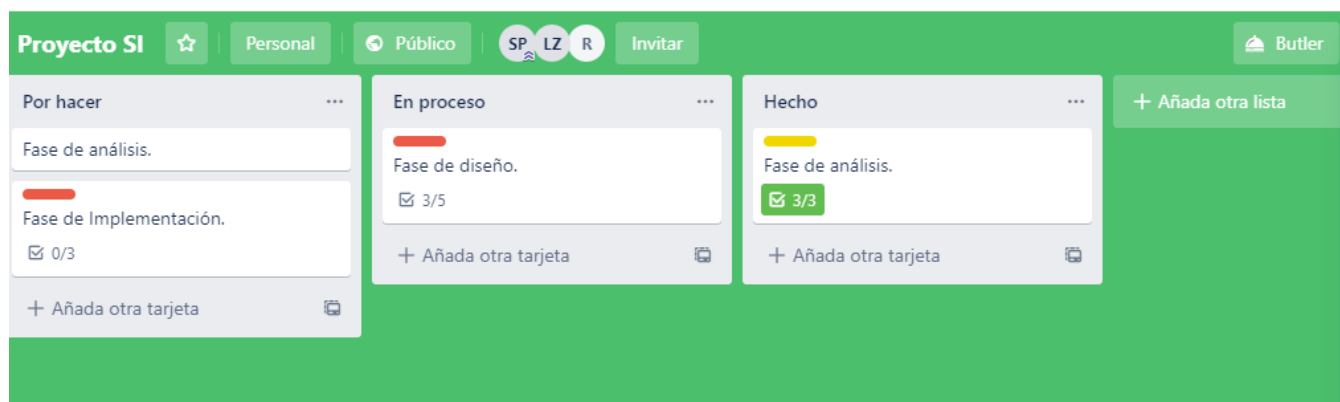 Proyecto SI Personal Público SP LZ R Invitar Butler
Por hacer
Fase de análisis.
Fase de Implementación.
0/3
+ Añada otra tarjeta
En proceso
Fase de diseño.
3/5
+ Añada otra tarjeta
Hecho
Fase de análisis.
3/3
+ Añada otra tarjeta
+ Añada otra lista